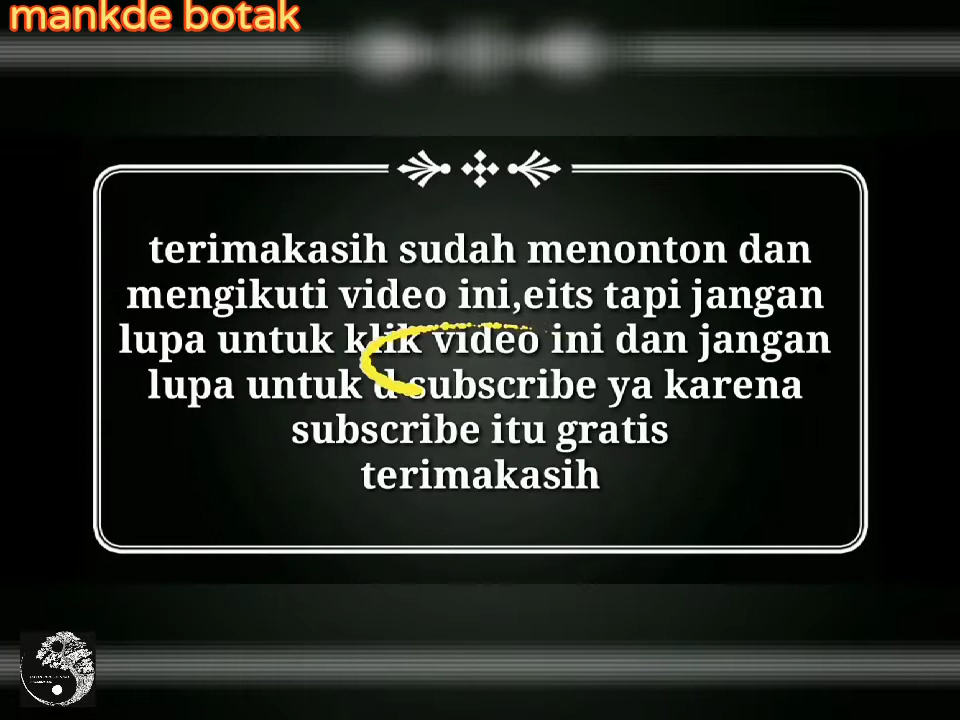 mankde botak
terimakasih sudah menonton dan
mengikuti video ini,eits tapi jangan
lupa untuk klik video ini dan jangan
lupa untuk d subscribe ya karena
subscribe itu gratis
terimakasih